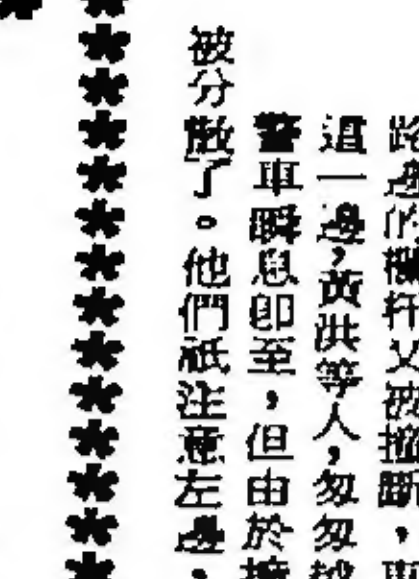 路邊的欄杆又被撞斷，
這一邊，黃洪等人，匆匆
警車瞬息即至，但由於
被分散了。他們祇注意左邊，